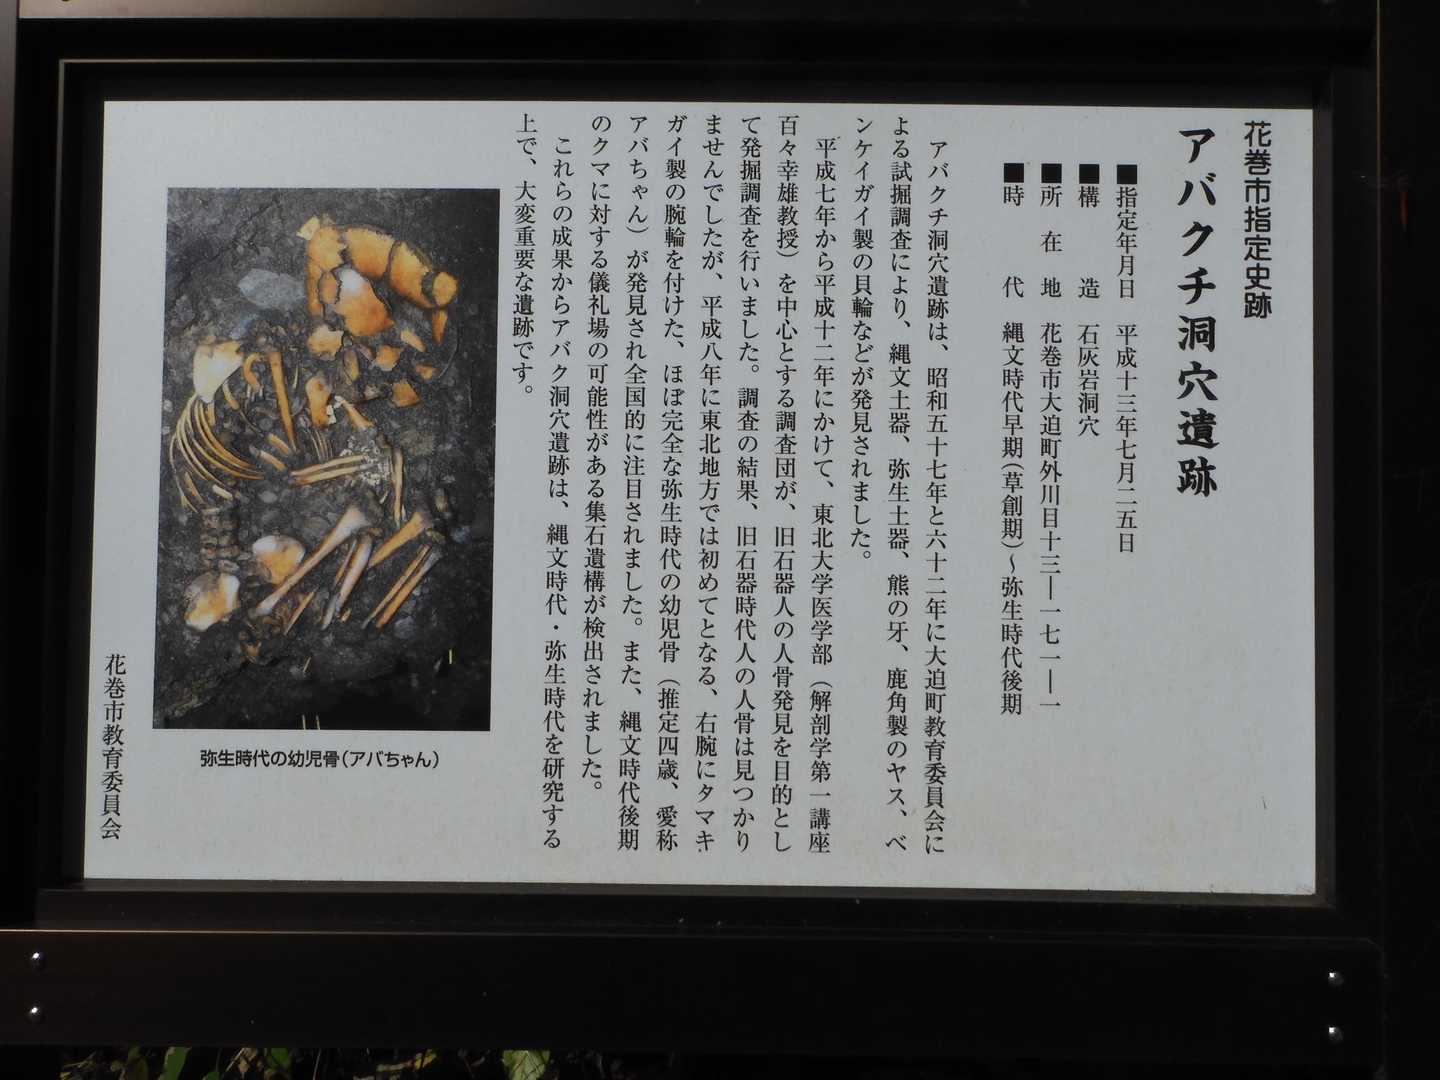 花巻市指定史跡
アバクチ洞穴遺跡
■指定年月日　平成十三年七月二五日
■構　　造　石灰岩洞穴
■所 在 地　花巻市大迫町外川目十三―一七一―一
■時　　代　縄文時代早期（草創期）～弥生時代後期
アバクチ洞穴遺跡は、昭和五十七年と六十二年に大迫町教育委員会に
よる試掘調査により、縄文土器、弥生土器、熊の牙、鹿角製のヤス、ベ
ンケイガイ製の貝輪などが発見されました。
平成七年から平成十二年にかけて、東北大学医学部（解剖学第一講座
百々幸雄教授）を中心とする調査団が、旧石器人の人骨発見を目的とし
て発掘調査を行いました。調査の結果、旧石器時代人の人骨は見つかり
ませんでしたが、平成八年に東北地方では初めてとなる、右腕にタマキ
ガイ製の腕輪を付けた、ほぼ完全な弥生時代の幼児骨（推定四歳、愛称
アバちゃん）が発見され全国的に注目されました。また、縄文時代後期
のクマに対する儀礼場の可能性がある集石遺構が検出されました。
これらの成果からアバク洞穴遺跡は、縄文時代・弥生時代を研究する
上で、大変重要な遺跡です。
弥生時代の幼児骨（アバちゃん）
花巻市教育委員会